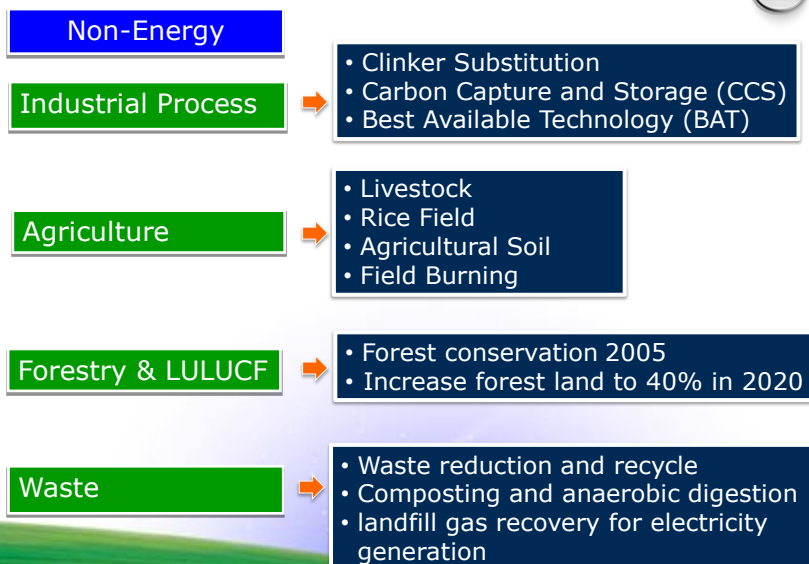 Non-Energy
Industrial Process
• Clinker Substitution
• Carbon Capture and Storage (CCS)
• Best Available Technology (BAT)
Agriculture
• Livestock
• Rice Field
• Agricultural Soil
• Field Burning
Forestry & LULUCF
• Forest conservation 2005
• Increase forest land to 40% in 2020
Waste
• Waste reduction and recycle
• Composting and anaerobic digestion
• landfill gas recovery for electricity
generation